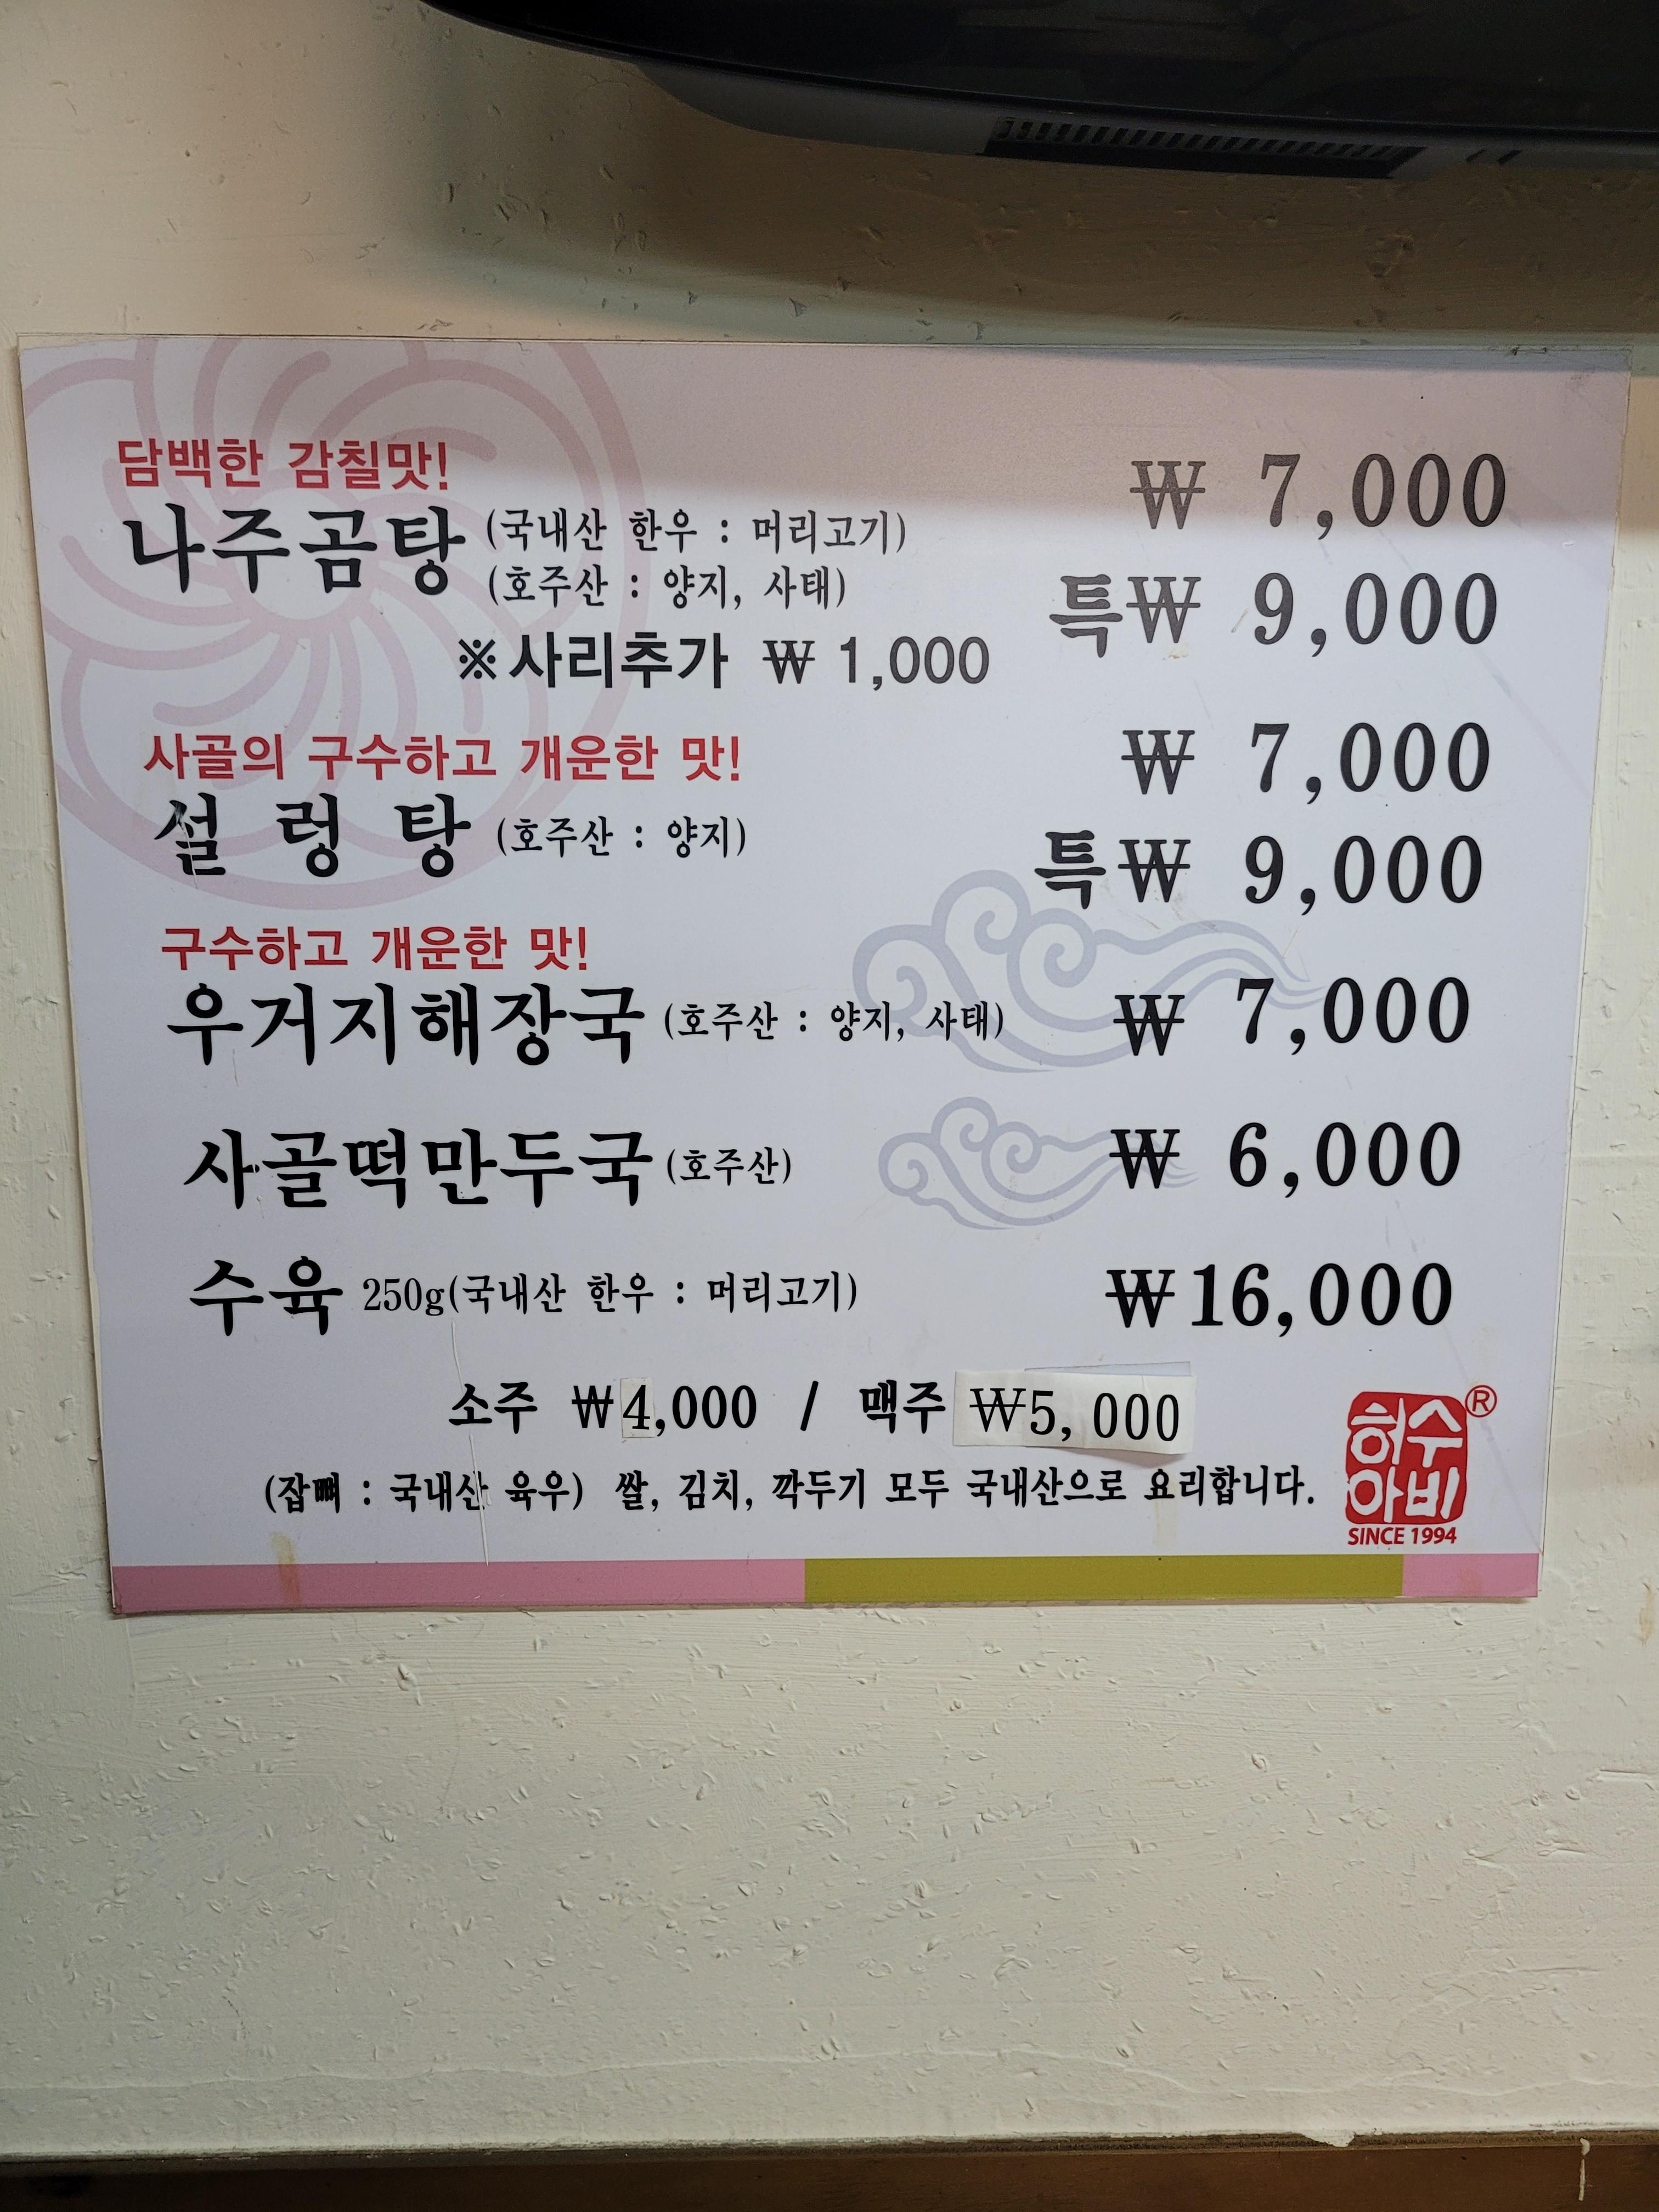 담백한 감칠맛!
나주곰탕 (국내산 한우 : 머리고기) ₩ 7,000
(호주산 : 양지, 사태) 특₩ 9,000
※사리추가 ₩ 1,000
사골의 구수하고 개운한 맛! ₩ 7,000
설 렁 탕 (호주산 : 양지) 특₩ 9,000
구수하고 개운한 맛!
우거지해장국 (호주산 : 양지, 사태) ₩ 7,000
사골떡만두국 (호주산) ₩ 6,000
수육 250g(국내산 한우 : 머리고기) ₩16,000
소주 ₩4,000 / 맥주 ₩5,000
(잡뼈 : 국내산 육우) 쌀, 김치, 깍두기 모두 국내산으로 요리합니다.
허수
아비®
SINCE 1994